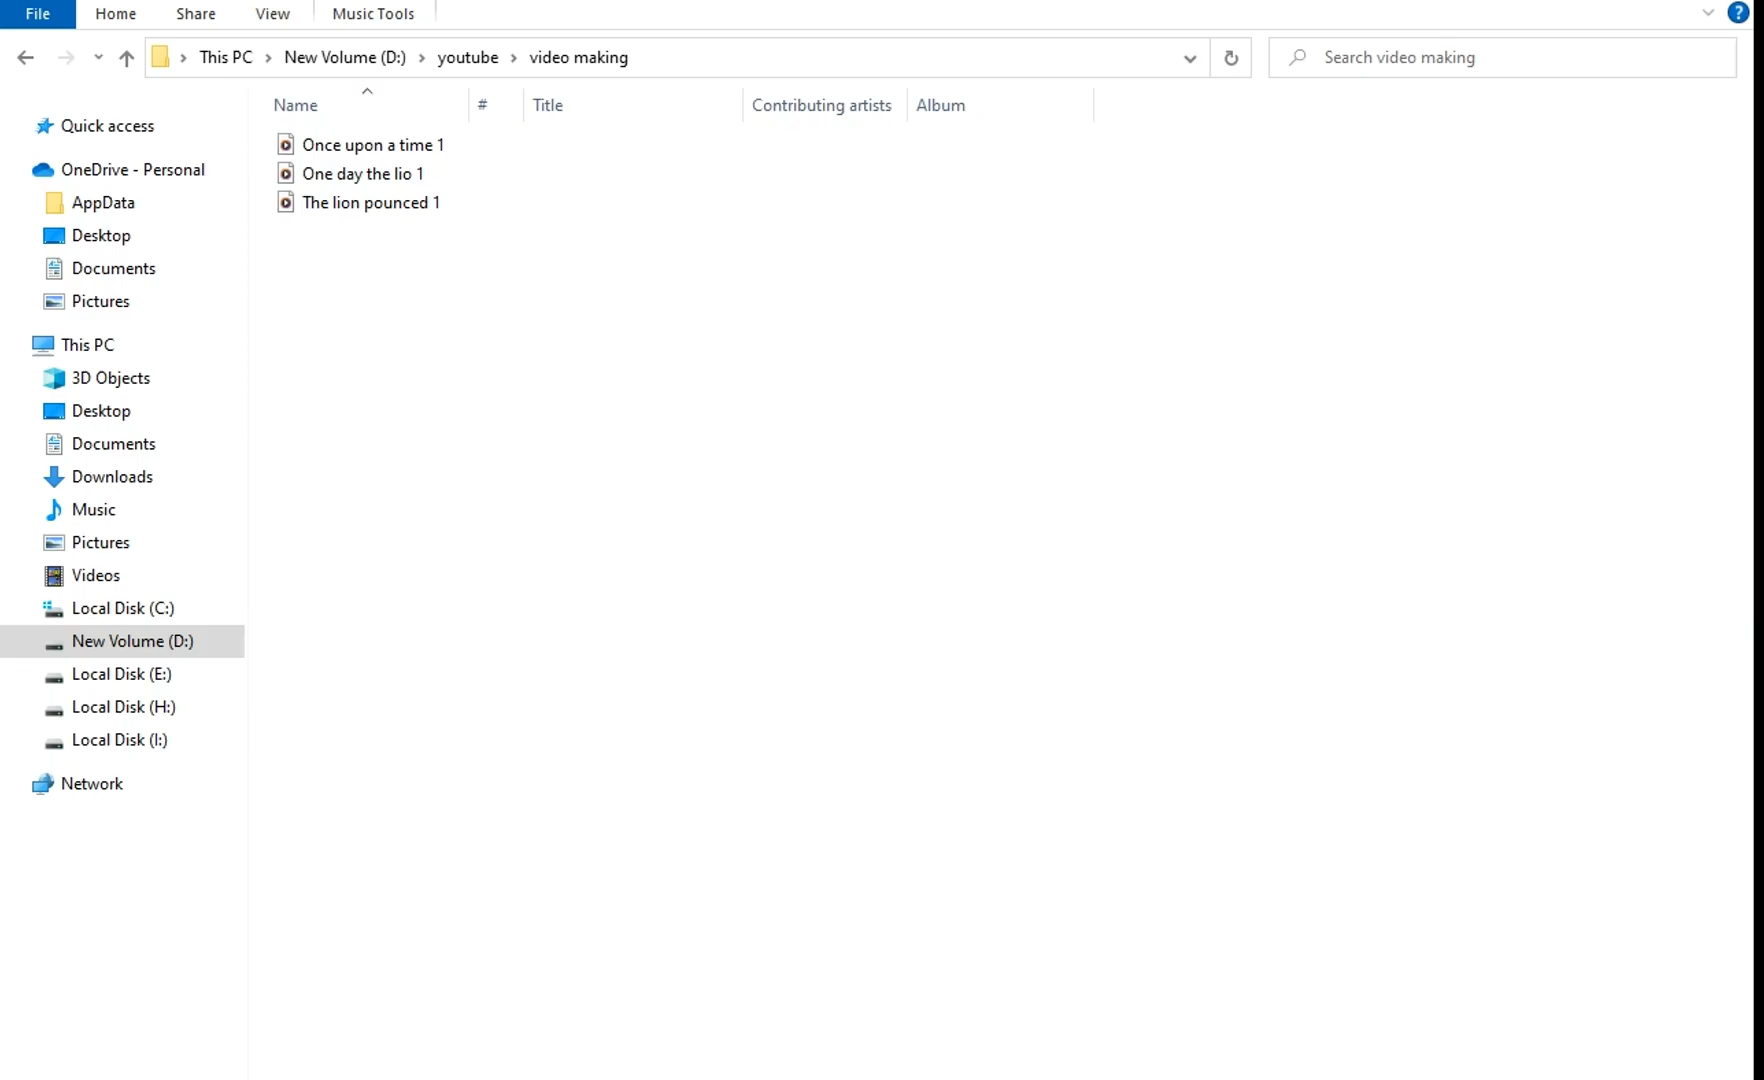 File Home Share View Music Tools ?
This PC New Volume (D:) youtube video making Search video making
Name # Title Contributing artists Album
Once upon a time 1
One day the lio 1
The lion pounced 1
Quick access
OneDrive - Personal
AppData
Desktop
Documents
Pictures
This PC
3D Objects
Desktop
Documents
Downloads
Music
Pictures
Videos
Local Disk (C:)
New Volume (D:)
Local Disk (E:)
Local Disk (H:)
Local Disk (I:)
Network